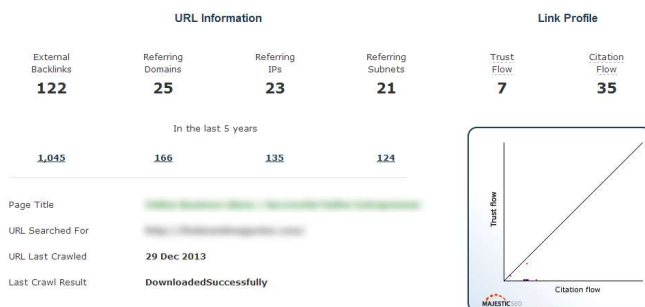 URL Information
Link Profile
External Backlinks
Referring Domains
Referring IPs
Referring Subnets
Trust Flow
Citation Flow
122
25
23
21
7
35
In the last 5 years
1,045
166
135
124
Page Title
URL Searched For
URL Last Crawled 29 Dec 2013
Last Crawl Result DownloadedSuccessfully
Trust flow
Citation flow
MAJESTIC SEO